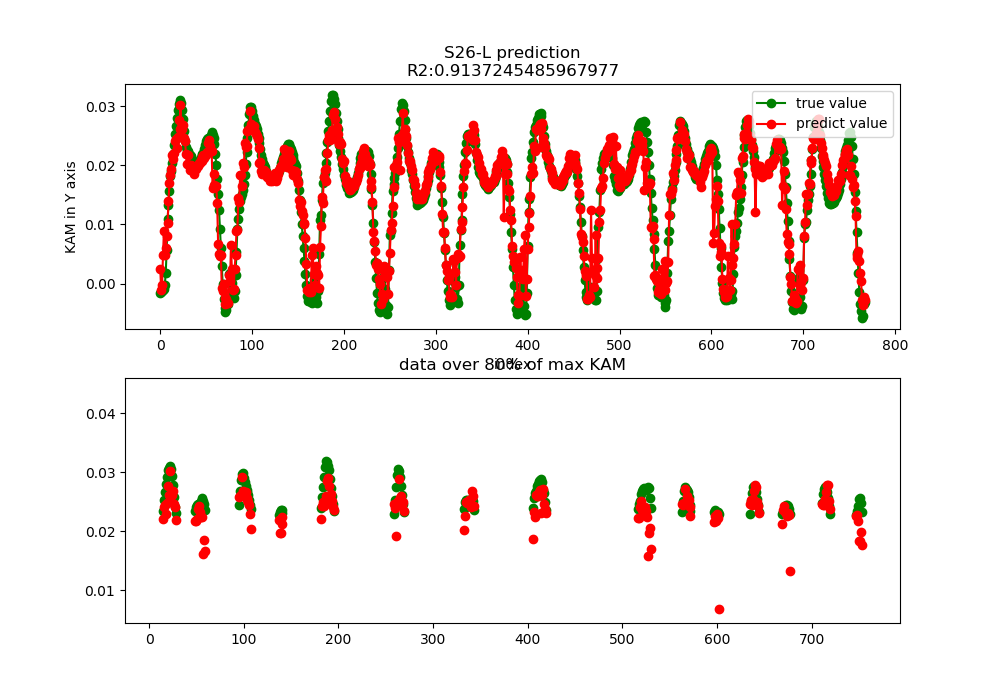 S26-L prediction
R2:0.9137245485967977
true value
predict value
KAM in Y axis
0.03
0.02
0.01
0.00
0 100 200 300 400 500 600 700 800
index
data over 80% of max KAM
0.04
0.03
0.02
0.01
0 100 200 300 400 500 600 700